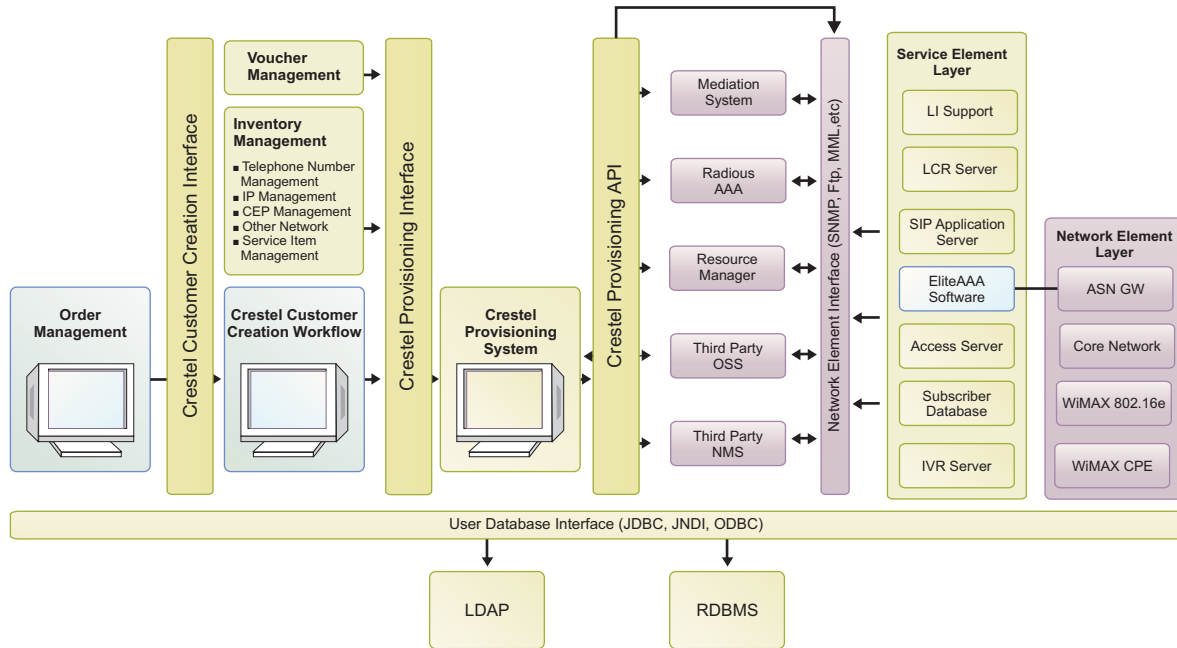 Voucher
Management
Inventory
Management
▪ Telephone Number
Management
▪ IP Management
▪ CEP Management
▪ Other Network
▪ Service Item
Management
Order
Management
Crestel Customer Creation Interface
Crestel Customer
Creation Workflow
Crestel Provisioning Interface
Crestel
Provisioning
System
Crestel Provisioning API
Mediation
System
Radious
AAA
Resource
Manager
Third Party
OSS
Third Party
NMS
Network Element Interface (SNMP, Ftp, MML,etc)
Service Element
Layer
LI Support
LCR Server
SIP Application
Server
EliteAAA
Software
Access Server
Subscriber
Database
IVR Server
Network Element
Layer
ASN GW
Core Network
WiMAX 802.16e
WiMAX CPE
User Database Interface (JDBC, JNDI, ODBC)
LDAP
RDBMS